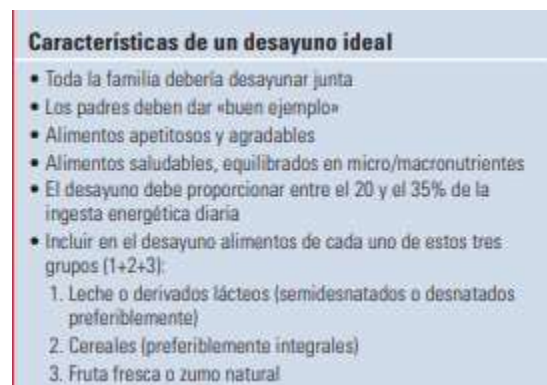 Características de un desayuno ideal
• Toda la familia debería desayunar junta
• Los padres deben dar «buen ejemplo»
• Alimentos apetitosos y agradables
• Alimentos saludables, equilibrados en micro/macronutrientes
• El desayuno debe proporcionar entre el 20 y el 35% de la
ingesta energética diaria
• Incluir en el desayuno alimentos de cada uno de estos tres
grupos (1+2+3):
1. Leche o derivados lácteos (semidesnatados o desnatados
preferiblemente)
2. Cereales (preferiblemente integrales)
3. Fruta fresca o zumo natural